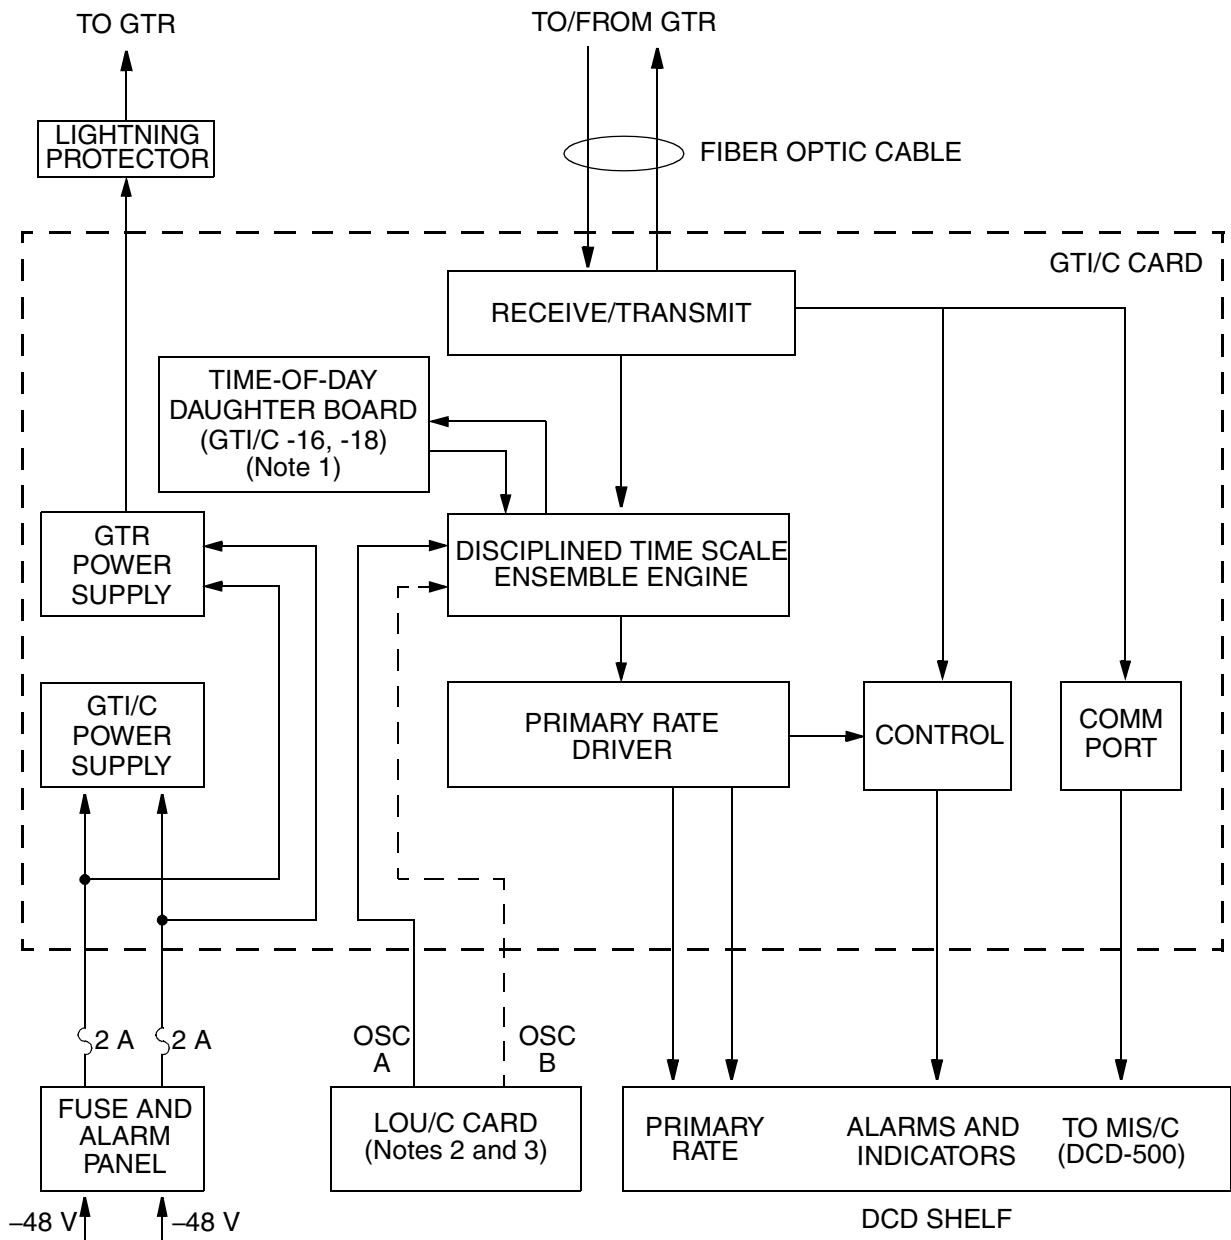 TO GTR
TO/FROM GTR
LIGHTNING
PROTECTOR
FIBER OPTIC CABLE
GTI/C CARD
RECEIVE/TRANSMIT
TIME-OF-DAY
DAUGHTER BOARD
(GTI/C -16, -18)
(Note 1)
GTR
POWER
SUPPLY
DISCIPLINED TIME SCALE
ENSEMBLE ENGINE
GTI/C
POWER
SUPPLY
PRIMARY RATE
DRIVER
CONTROL
COMM
PORT
2 A
2 A
OSC
A
OSC
B
FUSE AND
ALARM
PANEL
LOU/C CARD
(Notes 2 and 3)
PRIMARY
RATE
ALARMS AND
INDICATORS
TO MIS/C
(DCD-500)
–48 V
–48 V
DCD SHELF